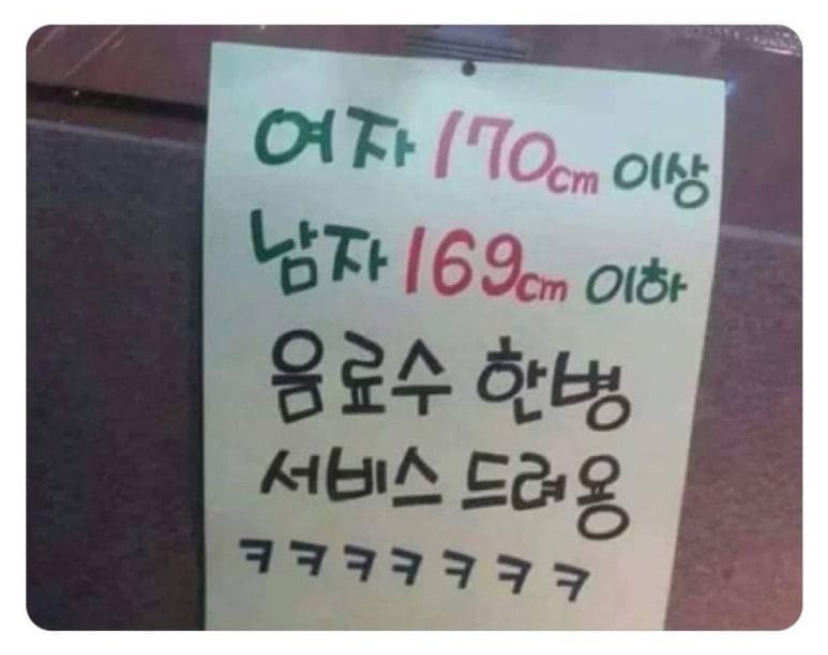 여자 170cm 이상
남자 169cm 이하
음료수 한병
서비스 드려용
ㅋㅋㅋㅋㅋㅋㅋ